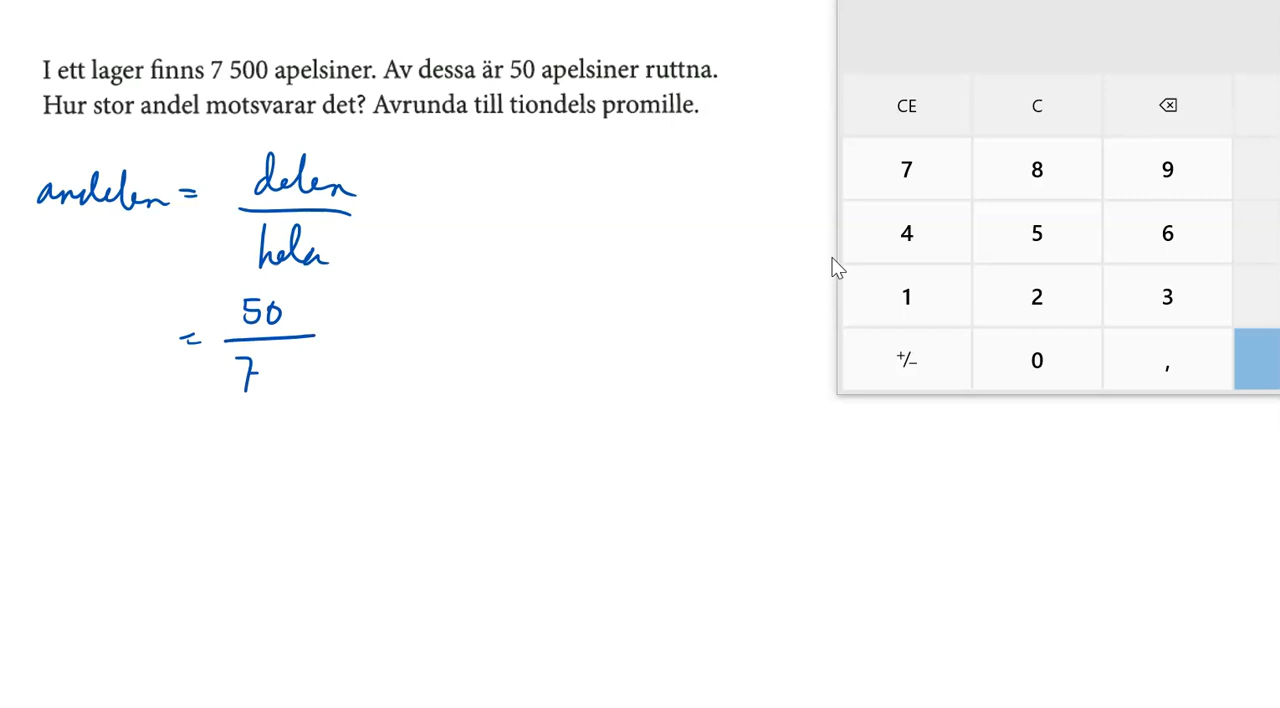 I ett lager finns 7 500 apelsiner. Av dessa är 50 apelsiner ruttna.
Hur stor andel motsvarar det? Avrunda till tiondels promille.
andelen = delen
hela
= 50
7
CE C ⌫
7 8 9
4 5 6
1 2 3
+/− 0 ,